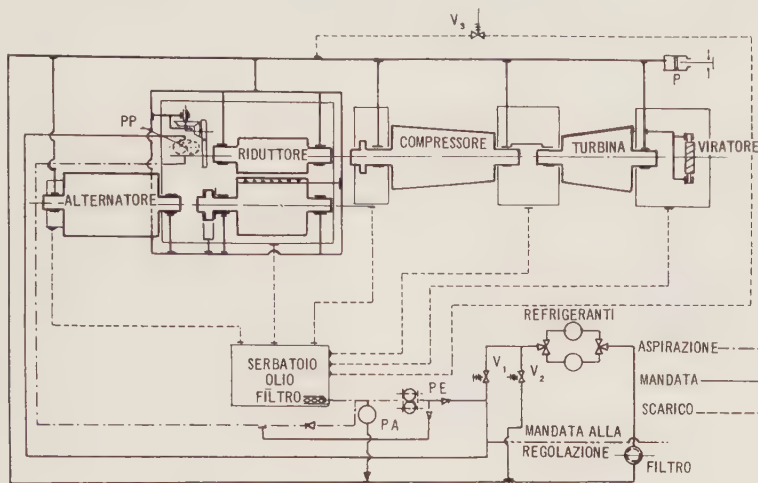 V3
P
PP
RIDUTTORE
COMPRESSORE
TURBINA
VIRATORE
ALTERNATORE
REFRIGERANTI
ASPIRAZIONE
SERBATOIO
OLIO
FILTRO
V1
V2
PE
MANDATA
SCARICO
PA
MANDATA ALLA
REGOLAZIONE
FILTRO